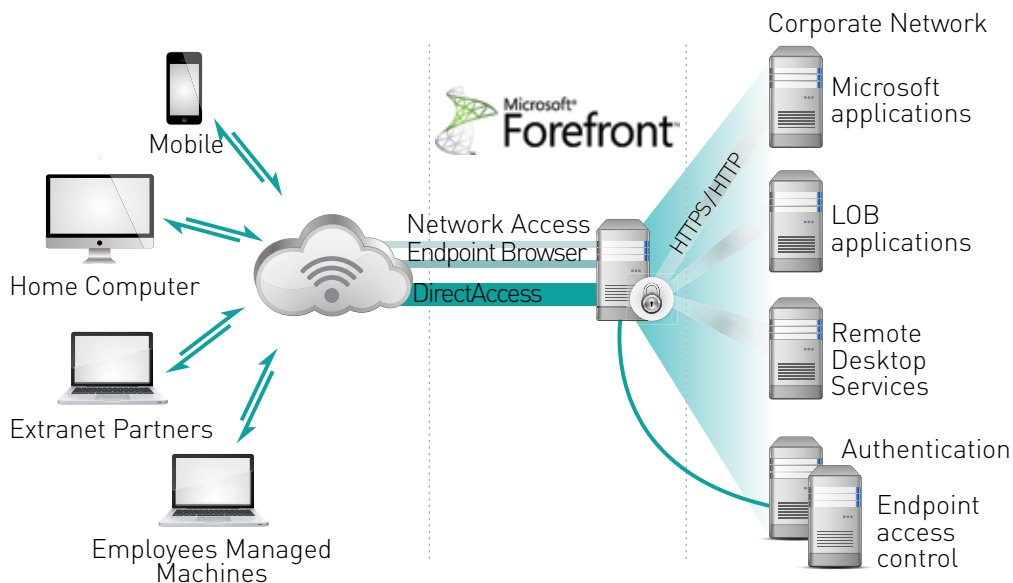 Corporate Network
Mobile
Microsoft®
Forefront™
Microsoft
applications
HTTPS/HTTP
Home Computer
Network Access
Endpoint Browser
DirectAccess
LOB
applications
Extranet Partners
Remote
Desktop
Services
Employees Managed
Machines
Authentication
Endpoint
access
control